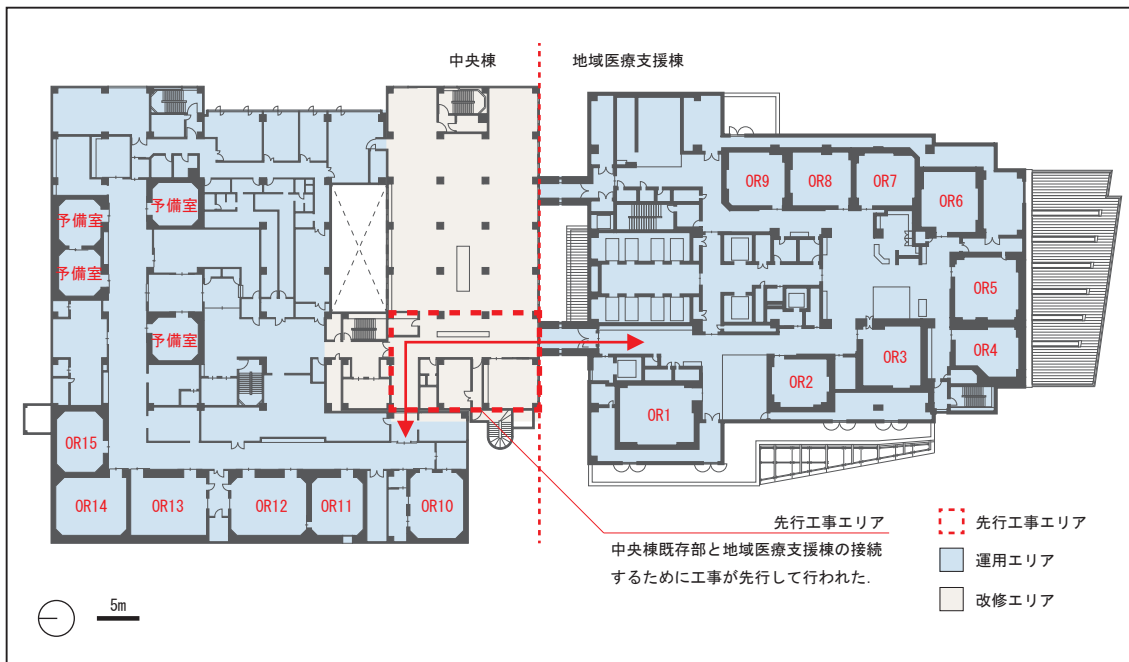 中央棟
地域医療支援棟
OR9
OR8
OR7
OR6
予備室
予備室
予備室
OR5
予備室
OR3
OR4
OR2
OR1
OR15
OR14
OR13
OR12
OR11
OR10
先行工事エリア
中央棟既存部と地域医療支援棟の接続
するために工事が先行して行われた.
先行工事エリア
運用エリア
改修エリア
5m